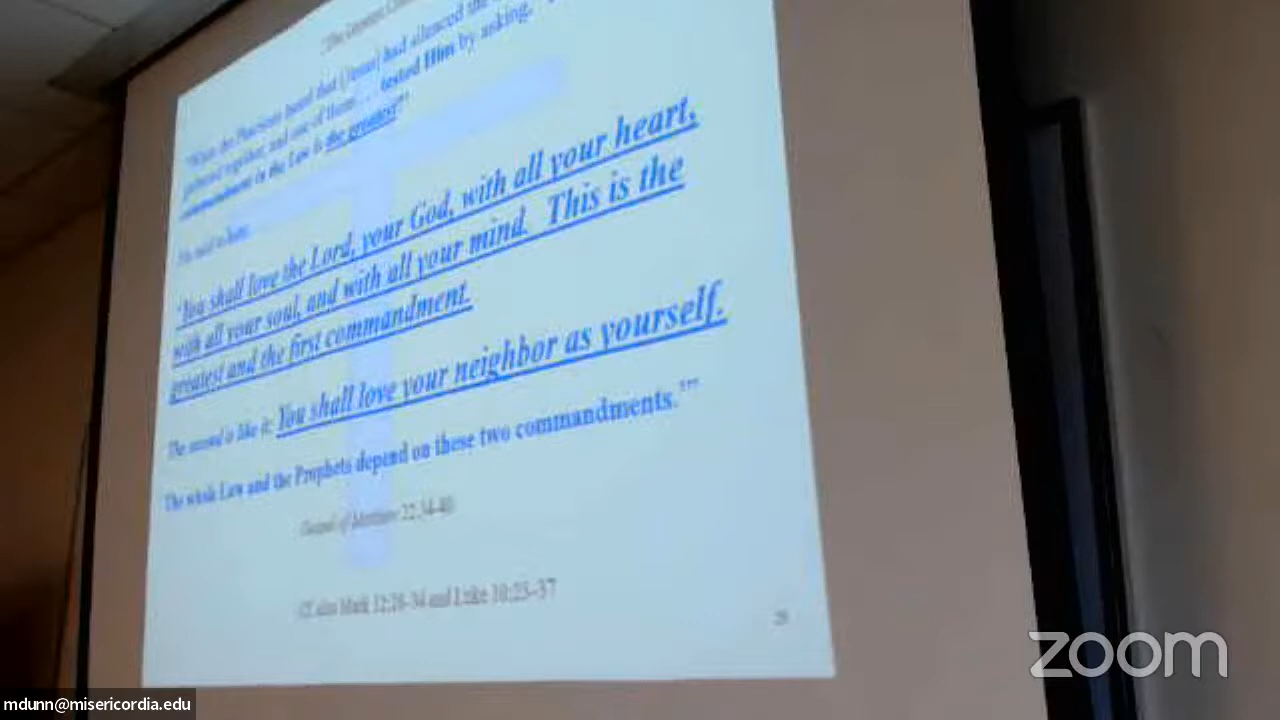 "The Greatest
"When the Pharisees heard that [Jesus] had silenced the
gathered together, and one of them . . . tested Him by asking,
commandment in the Law is the greatest?'
He said to him:
'You shall love the Lord, your God, with all your heart,
with all your soul, and with all your mind. This is the
greatest and the first commandment.
The second is like it: You shall love your neighbor as yourself.
The whole Law and the Prophets depend on these two commandments.'"
Gospel of Matthew 22:34-40
Cf. also Mark 12:28-34 and Luke 10:25-37
zoom
mdunn@misericordia.edu